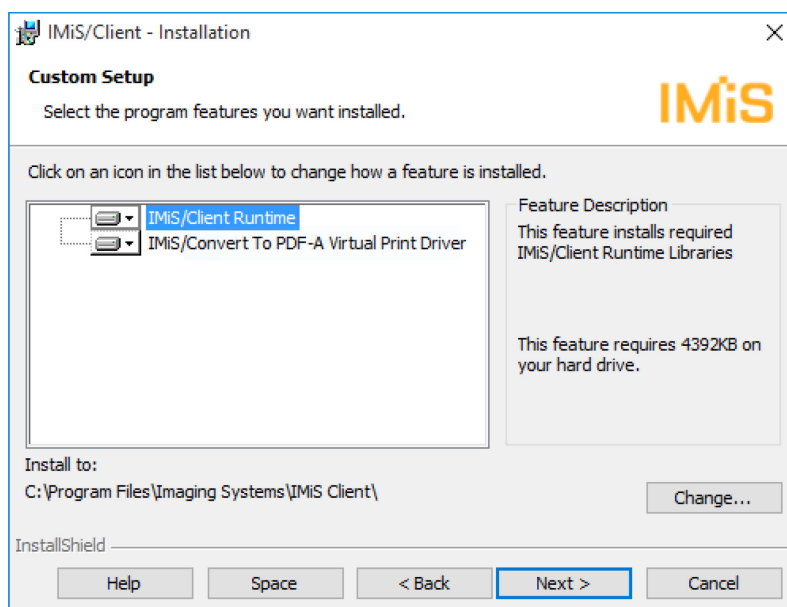 IMiS/Client - Installation
Custom Setup
Select the program features you want installed.
IMiS
Click on an icon in the list below to change how a feature is installed.
IMiS/Client Runtime
IMiS/Convert To PDF-A Virtual Print Driver
Feature Description
This feature installs required
IMiS/Client Runtime Libraries
This feature requires 4392KB on
your hard drive.
Install to:
C:\Program Files\Imaging Systems\IMiS Client\
Change...
InstallShield
Help
Space
< Back
Next >
Cancel